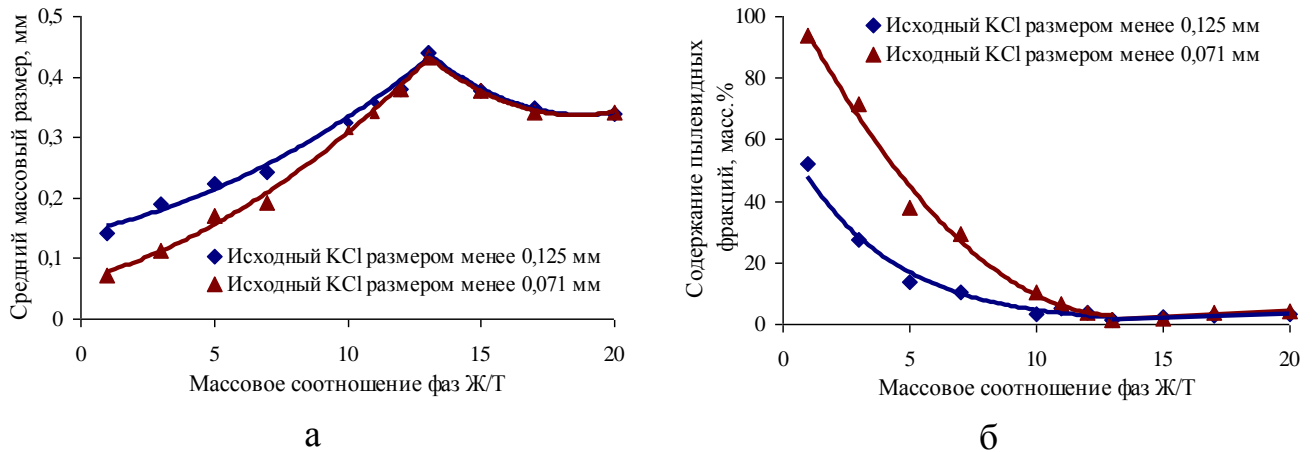 Средний массовый размер, мм
0,5
0,4
0,3
0,2
0,1
0
Исходный KCl размером менее 0,125 мм
Исходный KCl размером менее 0,071 мм
0 5 10 15 20
Массовое соотношение фаз Ж/Т
а
Содержание пылевидных
фракций, масс.%
100
80
60
40
20
0
Исходный KCl размером менее 0,125 мм
Исходный KCl размером менее 0,071 мм
0 5 10 15 20
Массовое соотношение фаз Ж/Т
б